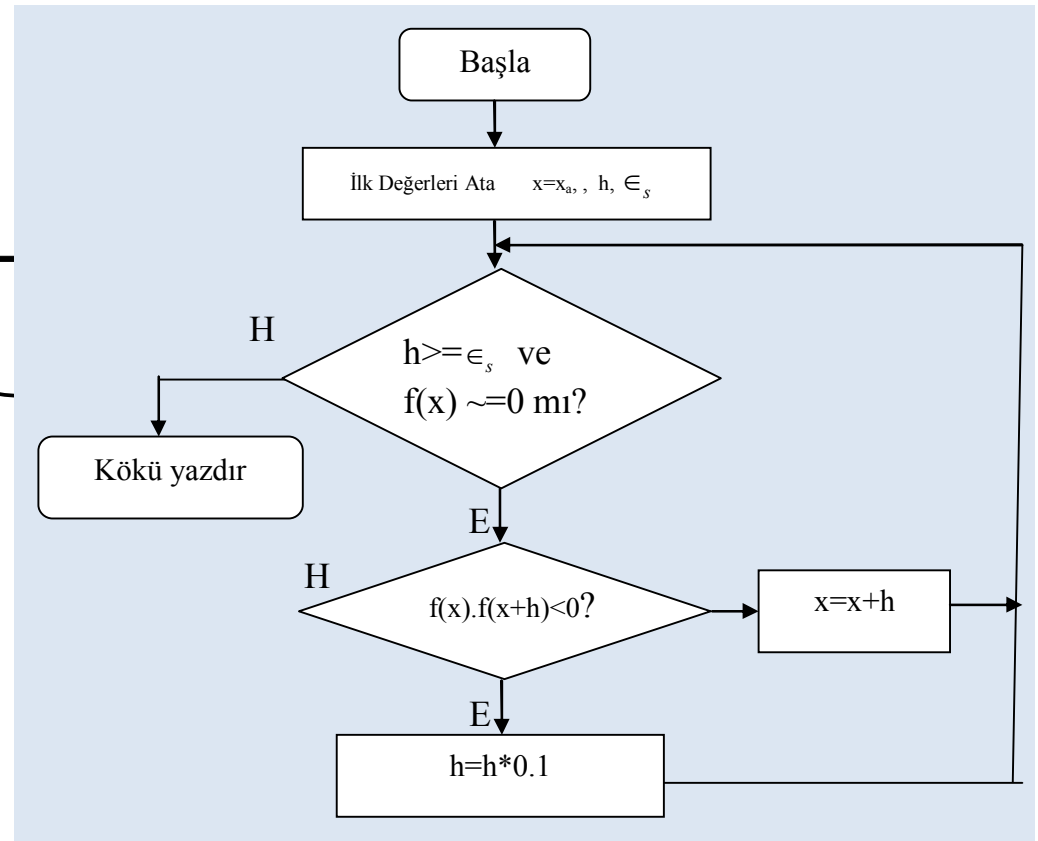 Başla
İlk Değerleri Ata x=xₐ, , h, ∈ₛ
H
h>=∈ₛ ve
f(x) ~=0 mı?
Kökü yazdır
E
H
f(x).f(x+h)<0?
x=x+h
E
h=h*0.1